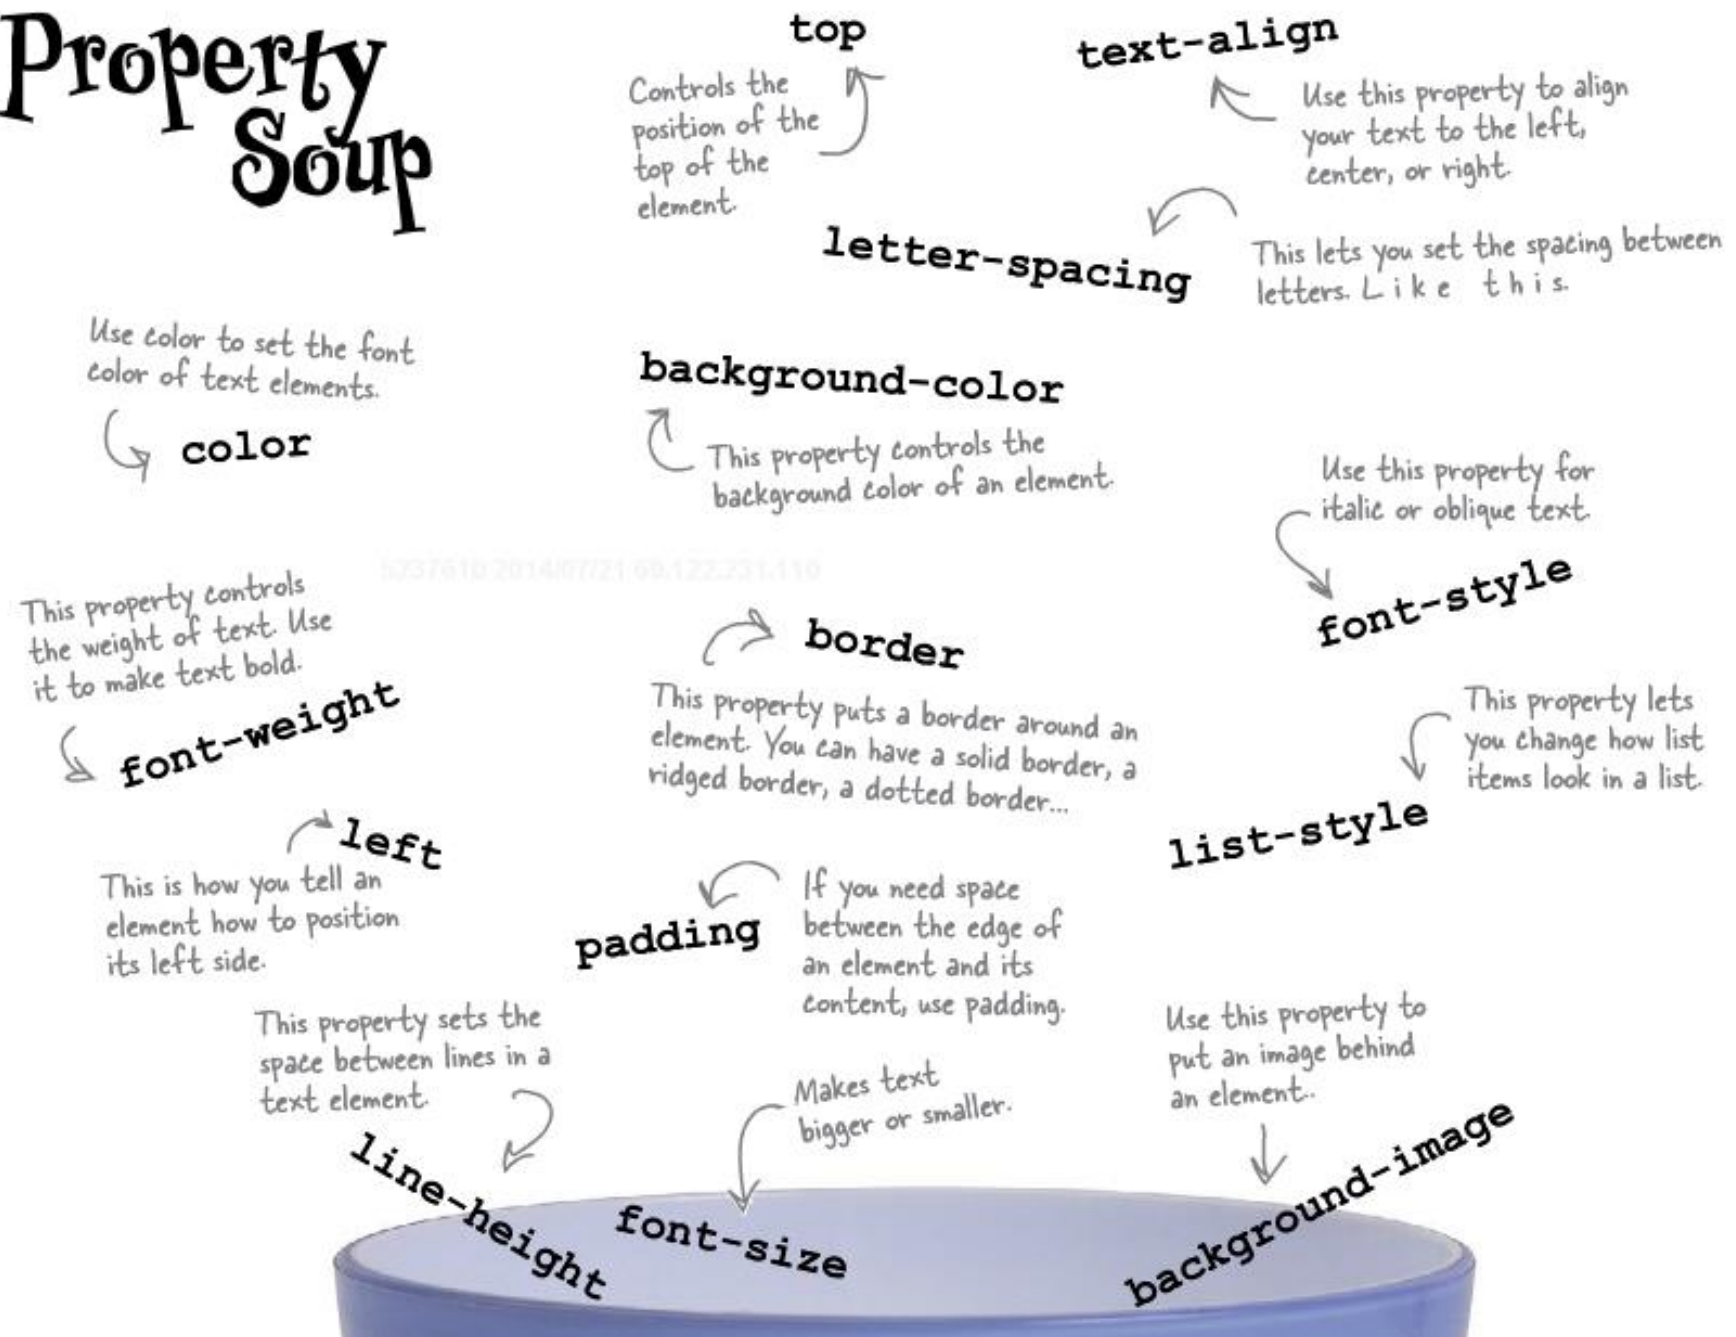 Property
Soup
top
Controls the
position of the
top of the
element.
text-align
Use this property to align
your text to the left,
center, or right.
letter-spacing
This lets you set the spacing between
letters. L i k e t h i s.
Use color to set the font
color of text elements.
color
background-color
This property controls the
background color of an element.
Use this property for
italic or oblique text.
font-style
5237610 2014/07/21 69.122.231.110
This property controls
the weight of text. Use
it to make text bold.
font-weight
border
This property puts a border around an
element. You can have a solid border, a
ridged border, a dotted border...
This property lets
you change how list
items look in a list.
list-style
left
This is how you tell an
element how to position
its left side.
padding
If you need space
between the edge of
an element and its
content, use padding.
This property sets the
space between lines in a
text element.
line-height
Makes text
bigger or smaller.
font-size
Use this property to
put an image behind
an element..
background-image